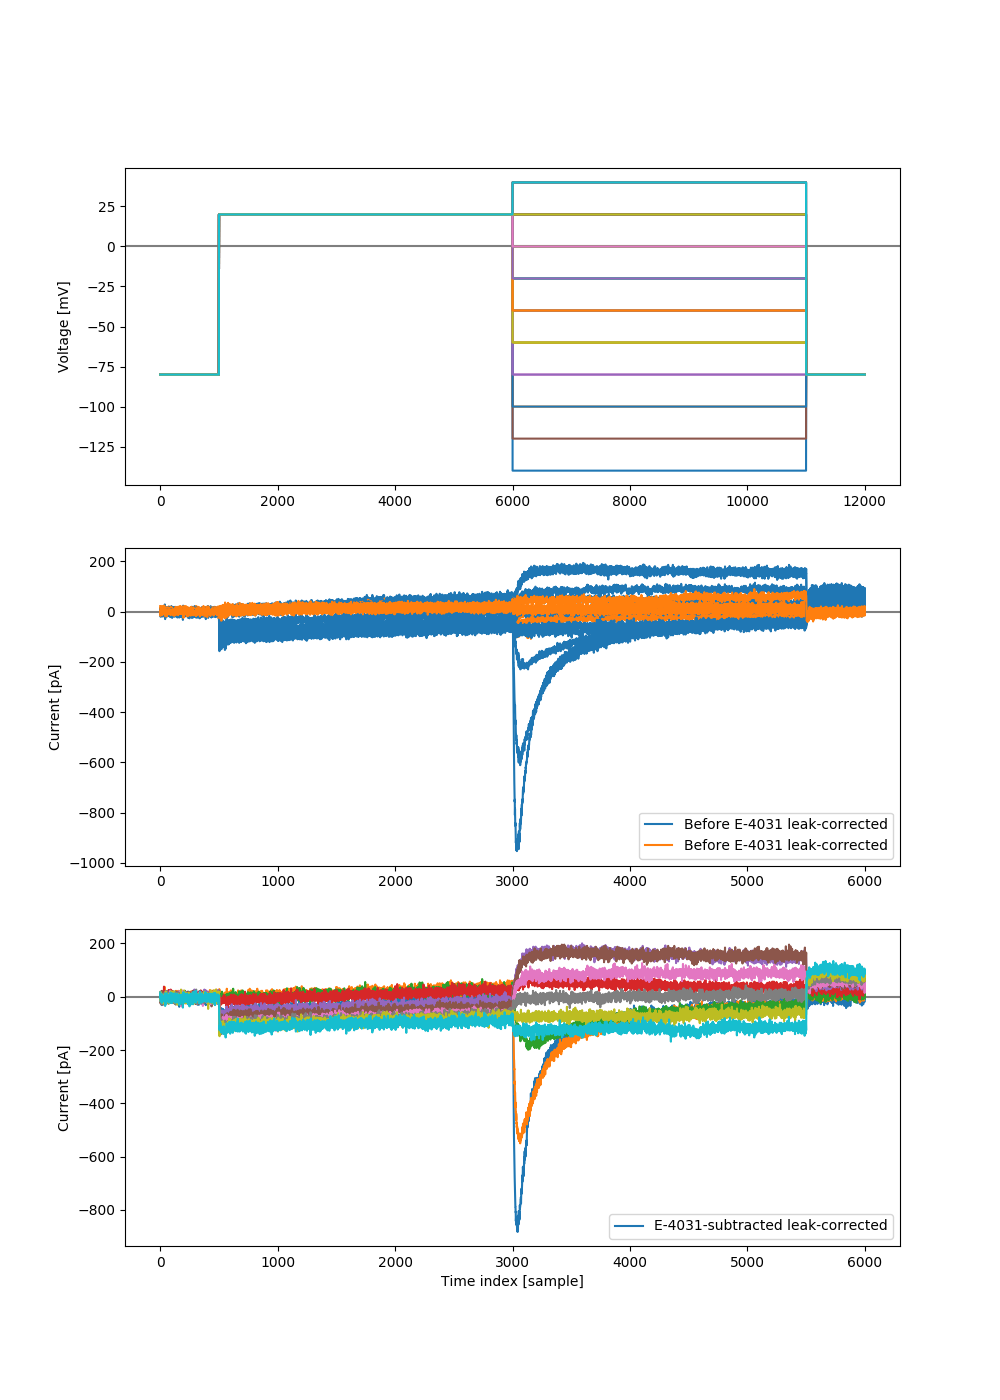 25
0
−25
−50
−75
−100
−125
Voltage [mV]
0 2000 4000 6000 8000 10000 12000
200
0
−200
−400
−600
−800
−1000
Current [pA]
Before E-4031 leak-corrected
Before E-4031 leak-corrected
0 1000 2000 3000 4000 5000 6000
200
0
−200
−400
−600
−800
Current [pA]
E-4031-subtracted leak-corrected
0 1000 2000 3000 4000 5000 6000
Time index [sample]